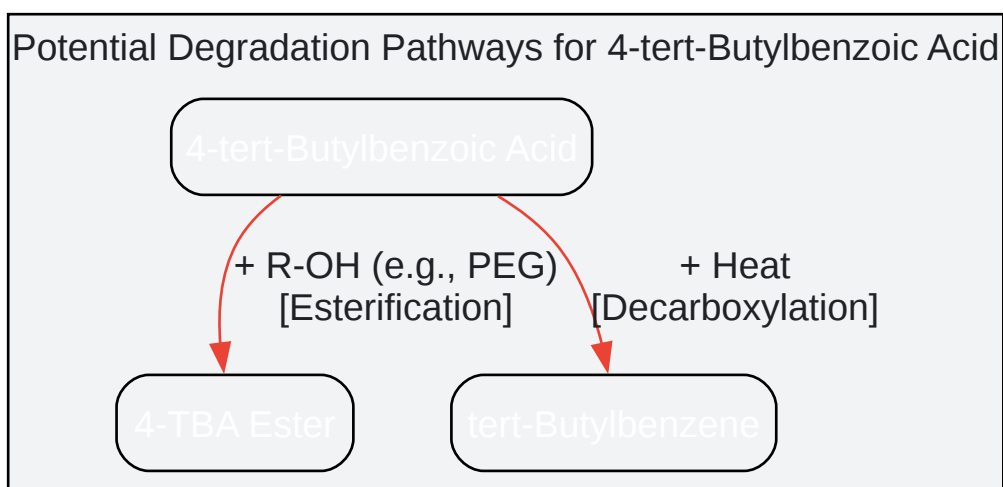 Potential Degradation Pathways for 4-tert-Butylbenzoic Acid
4-tert-Butylbenzoic Acid
+ R-OH (e.g., PEG)
[Esterification]
+ Heat
[Decarboxylation]
4-TBA Ester
tert-Butylbenzene